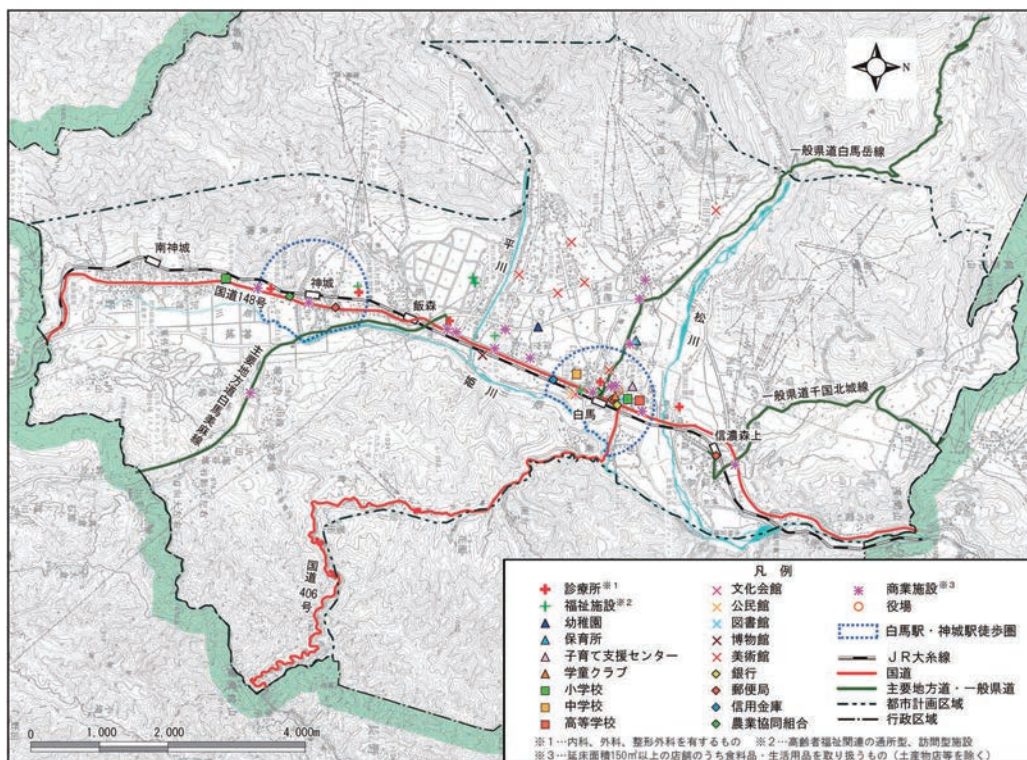 N
一般県道白馬岳線
南神城
神城
国道148号
飯森
平川
松川
主要地方道白馬美麻線
姫川
白馬
信濃森上
一般県道千国北城線
国道406号
0 1,000 2,000 4,000m
凡例
診療所※1
福祉施設※2
幼稚園
保育所
子育て支援センター
学童クラブ
小学校
中学校
高等学校
文化会館
公民館
図書館
博物館
美術館
銀行
郵便局
信用金庫
農業協同組合
商業施設※3
役場
白馬駅・神城駅徒歩圏
JR大糸線
国道
主要地方道・一般県道
都市計画区域
行政区域
※1…内科、外科、整形外科を有するもの ※2…高齢者福祉関連の通所型、訪問型施設
※3…延床面積150㎡以上の店舗のうち食料品・生活用品を取り扱うもの（土産物店等を除く）